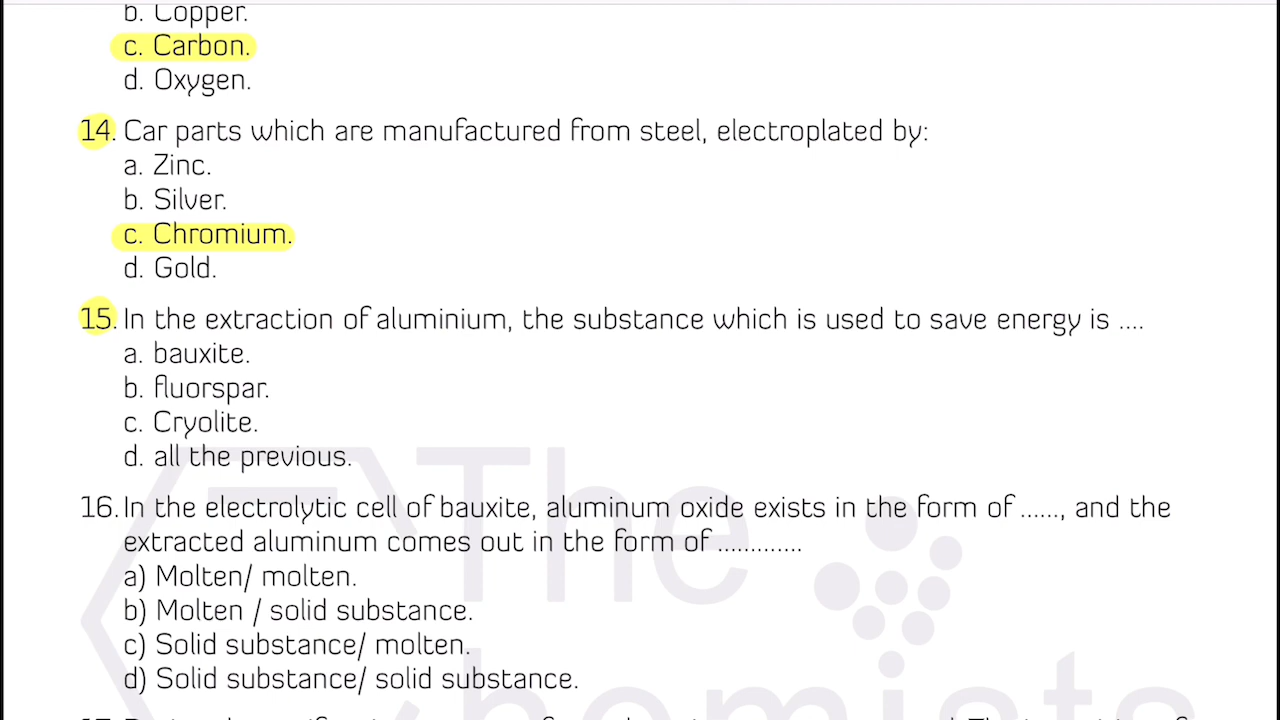 b. Copper.
c. Carbon.
d. Oxygen.
14. Car parts which are manufactured from steel, electroplated by:
a. Zinc.
b. Silver.
c. Chromium.
d. Gold.
15. In the extraction of aluminium, the substance which is used to save energy is ....
a. bauxite.
b. fluorspar.
c. Cryolite.
d. all the previous.
16. In the electrolytic cell of bauxite, aluminum oxide exists in the form of ......, and the
extracted aluminum comes out in the form of .............
a) Molten/ molten.
b) Molten / solid substance.
c) Solid substance/ molten.
d) Solid substance/ solid substance.
The
Chemists